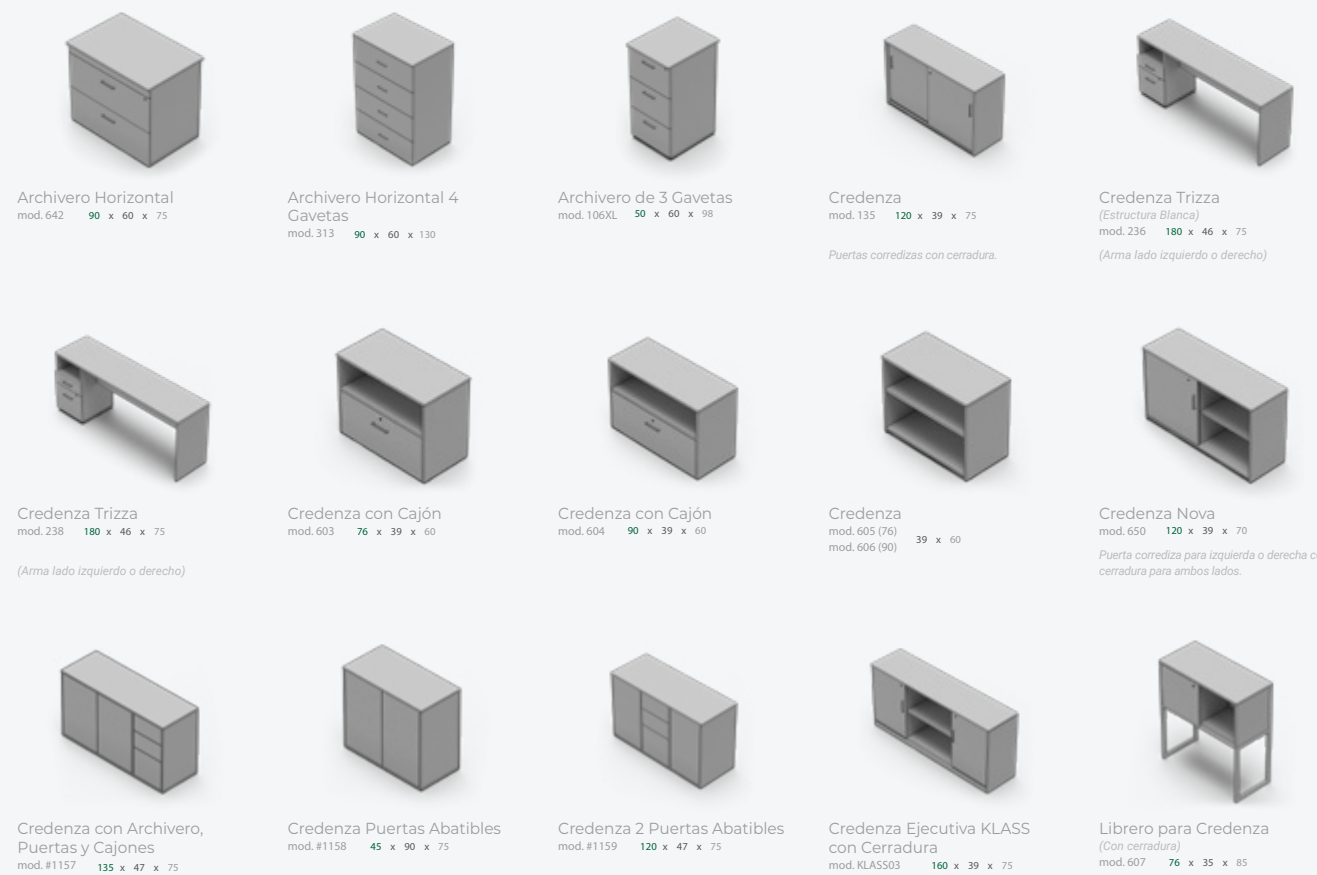 Archivero Horizontal
mod. 642 90 x 60 x 75
Archivero Horizontal 4
Gavetas
mod. 313 90 x 60 x 130
Archivero de 3 Gavetas
mod. 106XL 50 x 60 x 98
Credenza
mod. 135 120 x 39 x 75
Puertas corredizas con cerradura.
Credenza Trizza
(Estructura Blanca)
mod. 236 180 x 46 x 75
(Arma lado izquierdo o derecho)
Credenza Trizza
mod. 238 180 x 46 x 75
(Arma lado izquierdo o derecho)
Credenza con Cajón
mod. 603 76 x 39 x 60
Credenza con Cajón
mod. 604 90 x 39 x 60
Credenza
mod. 605 (76)
mod. 606 (90) 39 x 60
Credenza Nova
mod. 650 120 x 39 x 70
Puerta corrediza para izquierda o derecha c
cerradura para ambos lados.
Credenza con Archivero,
Puertas y Cajones
mod. #1157 135 x 47 x 75
Credenza Puertas Abatibles
mod. #1158 45 x 90 x 75
Credenza 2 Puertas Abatibles
mod. #1159 120 x 47 x 75
Credenza Ejecutiva KLASS
con Cerradura
mod. KLASS03 160 x 39 x 75
Librero para Credenza
(Con cerradura)
mod. 607 76 x 35 x 85